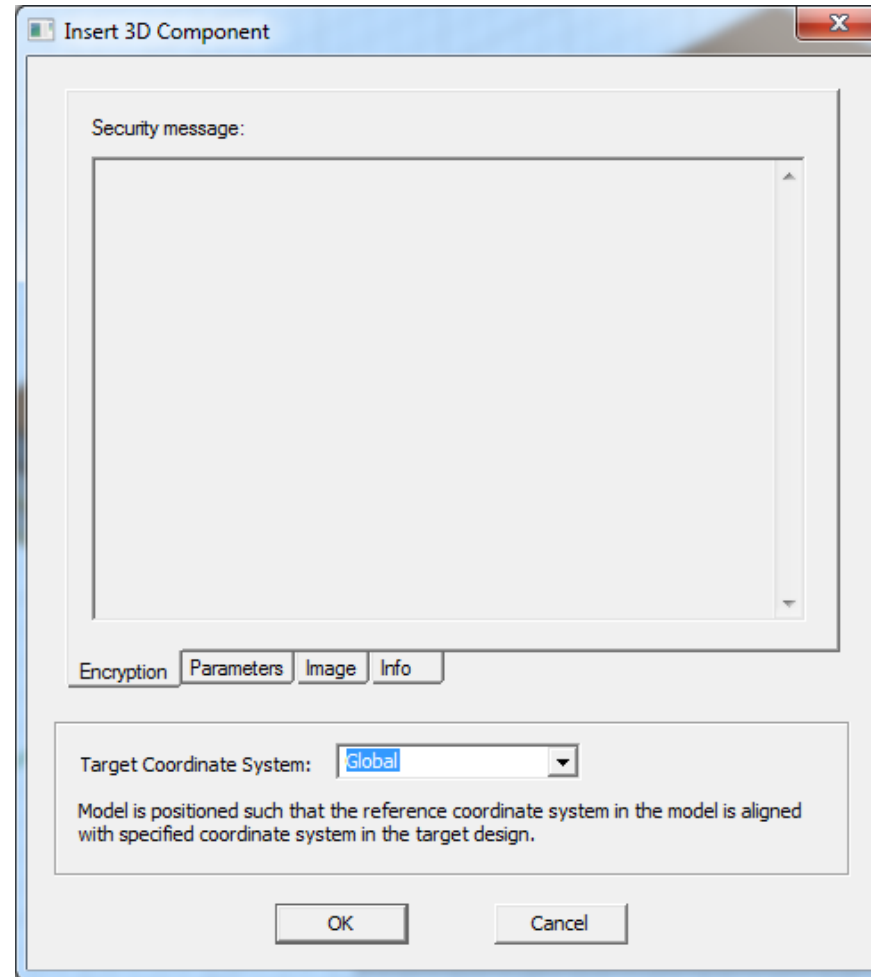 Insert 3D Component
Security message:
Encryption Parameters Image Info
Target Coordinate System: Global
Model is positioned such that the reference coordinate system in the model is aligned
with specified coordinate system in the target design.
OK Cancel